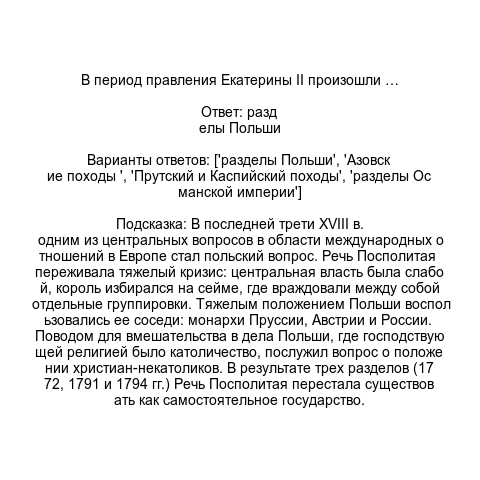 В период правления Екатерины II произошли …
Ответ: разд
елы Польши
Варианты ответов: ['разделы Польши', 'Азовск
ие походы ', 'Прутский и Каспийский походы', 'разделы Ос
манской империи']
Подсказка: В последней трети XVIII в.
одним из центральных вопросов в области международных о
тношений в Европе стал польский вопрос. Речь Посполитая
переживала тяжелый кризис: центральная власть была слабо
й, король избирался на сейме, где враждовали между собой
отдельные группировки. Тяжелым положением Польши воспол
ьзовались ее соседи: монархи Пруссии, Австрии и России.
Поводом для вмешательства в дела Польши, где господствую
щей религией было католичество, послужил вопрос о положе
нии христиан-некатоликов. В результате трех разделов (17
72, 1791 и 1794 гг.) Речь Посполитая перестала существов
ать как самостоятельное государство.